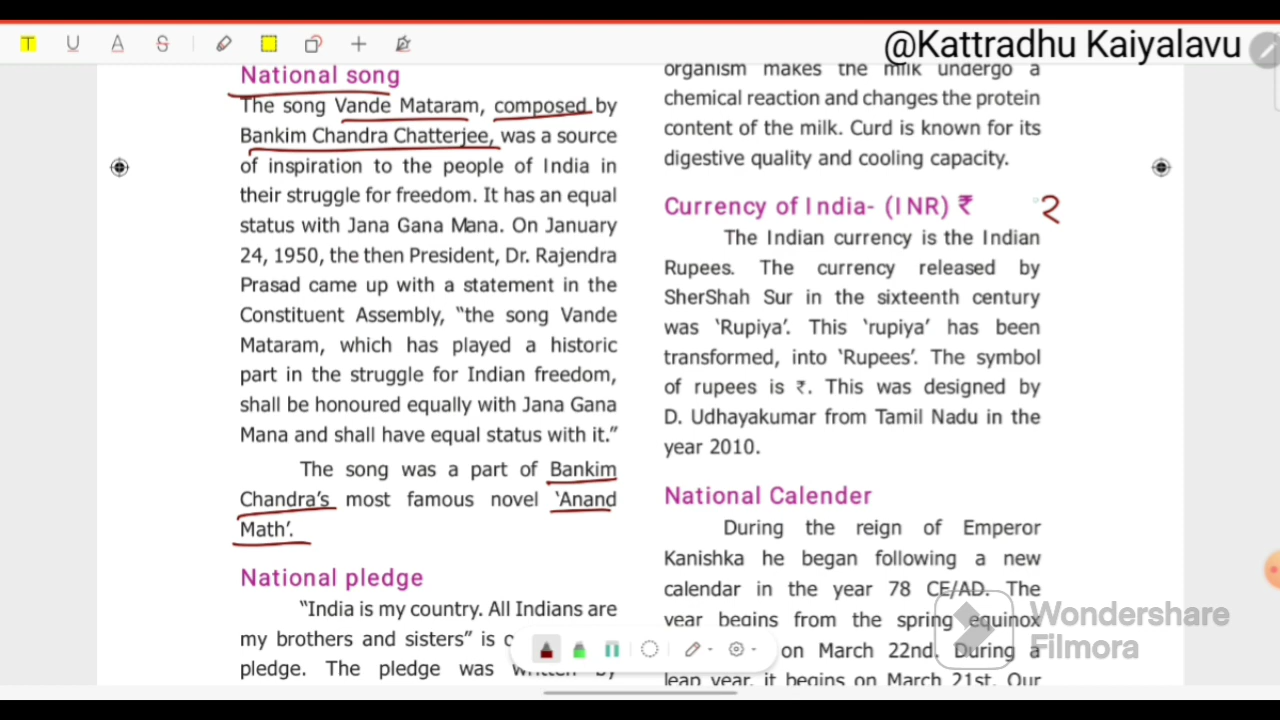 @Kattradhu Kaiyalavu
National song
The song Vande Mataram, composed by
Bankim Chandra Chatterjee, was a source
of inspiration to the people of India in
their struggle for freedom. It has an equal
status with Jana Gana Mana. On January
24, 1950, the then President, Dr. Rajendra
Prasad came up with a statement in the
Constituent Assembly, “the song Vande
Mataram, which has played a historic
part in the struggle for Indian freedom,
shall be honoured equally with Jana Gana
Mana and shall have equal status with it.”
The song was a part of Bankim
Chandra’s most famous novel ‘Anand
Math’.
National pledge
“India is my country. All Indians are
my brothers and sisters” is
pledge. The pledge was written by
organism makes the milk undergo a
chemical reaction and changes the protein
content of the milk. Curd is known for its
digestive quality and cooling capacity.
Currency of India- (INR) ₹ 2
The Indian currency is the Indian
Rupees. The currency released by
SherShah Sur in the sixteenth century
was ‘Rupiya’. This ‘rupiya’ has been
transformed, into ‘Rupees’. The symbol
of rupees is ₹. This was designed by
D. Udhayakumar from Tamil Nadu in the
year 2010.
National Calender
During the reign of Emperor
Kanishka he began following a new
calendar in the year 78 CE/AD. The
year begins from the spring equinox
on March 22nd. During a
leap year, it begins on March 21st. Our
Wondershare
Filmora